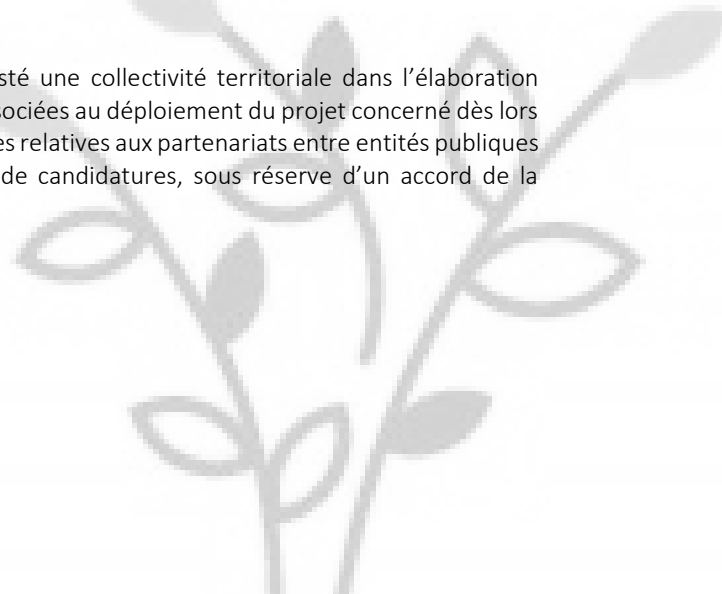 sté une collectivité territoriale dans l’élaboration
sociées au déploiement du projet concerné dès lors
es relatives aux partenariats entre entités publiques
de candidatures, sous réserve d’un accord de la